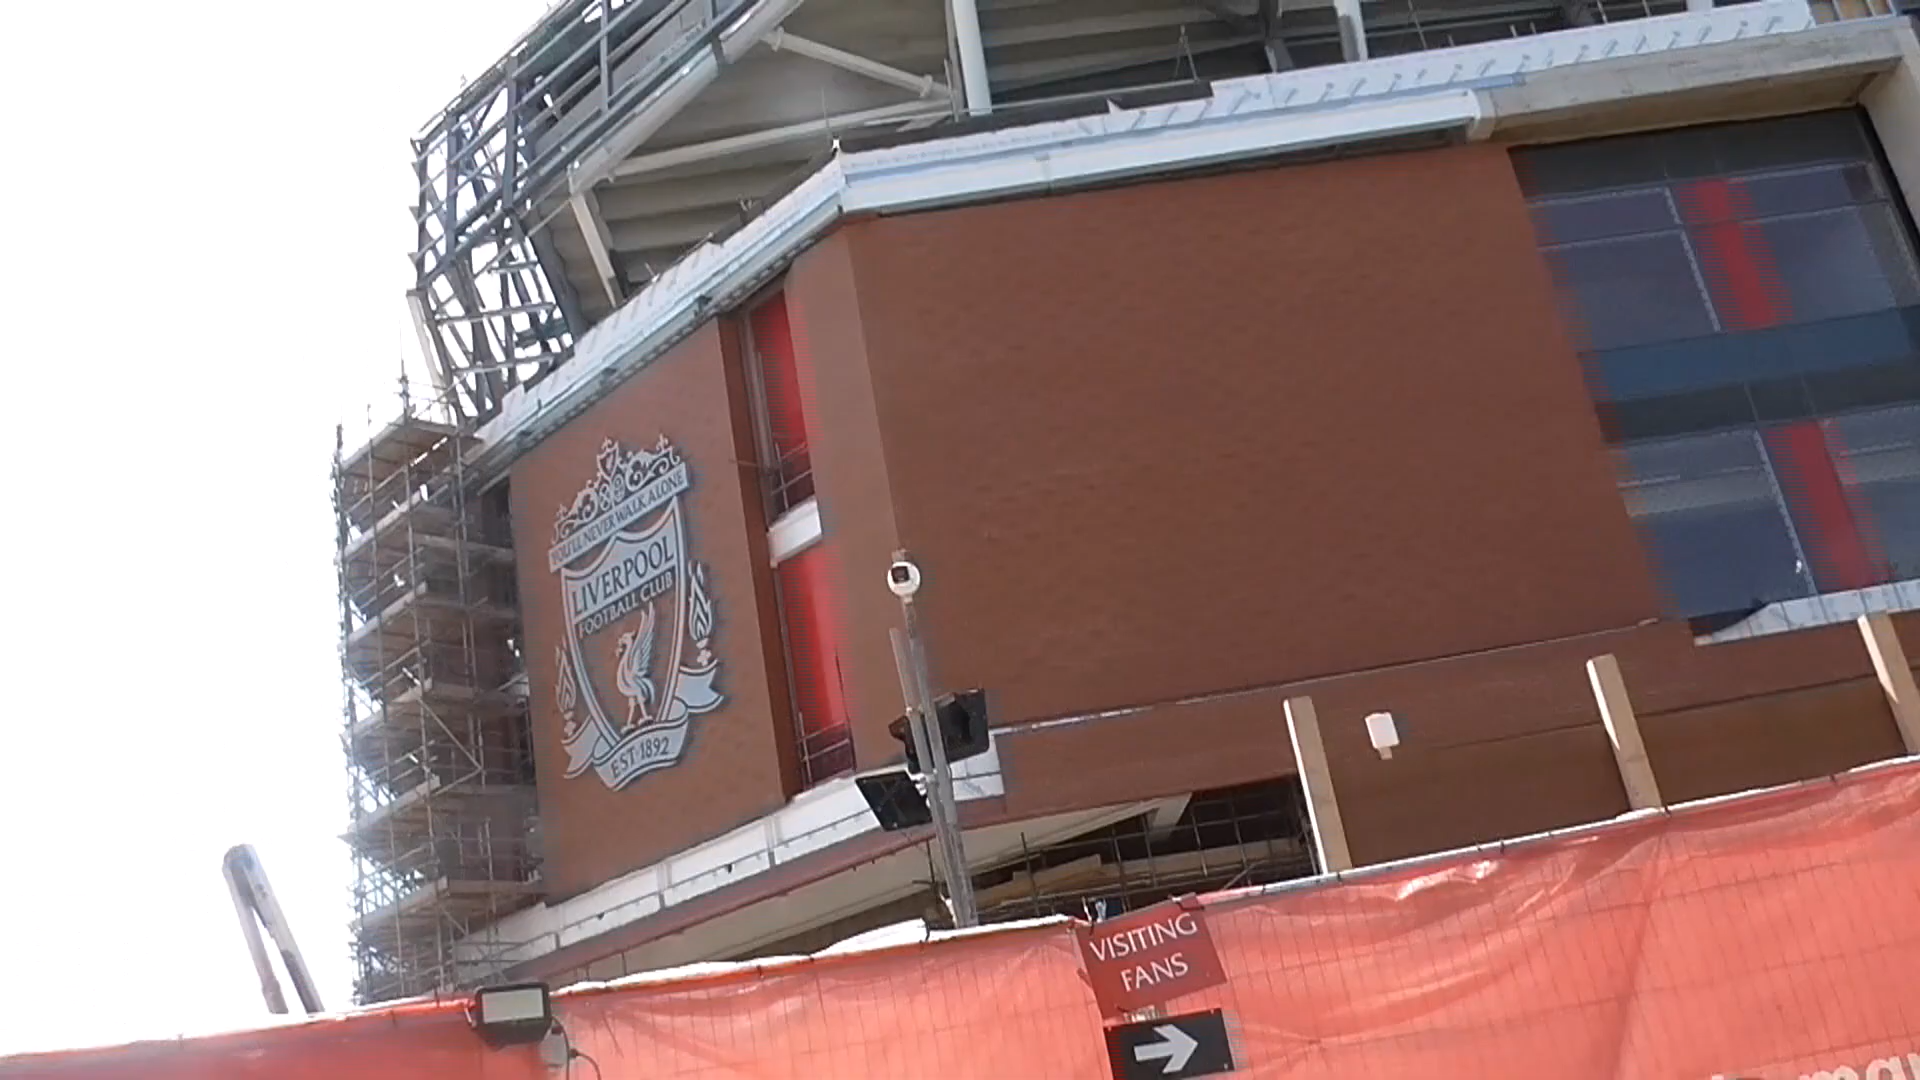 YOU'LL NEVER WALK ALONE
LIVERPOOL
FOOTBALL CLUB
EST·1892
VISITING
FANS